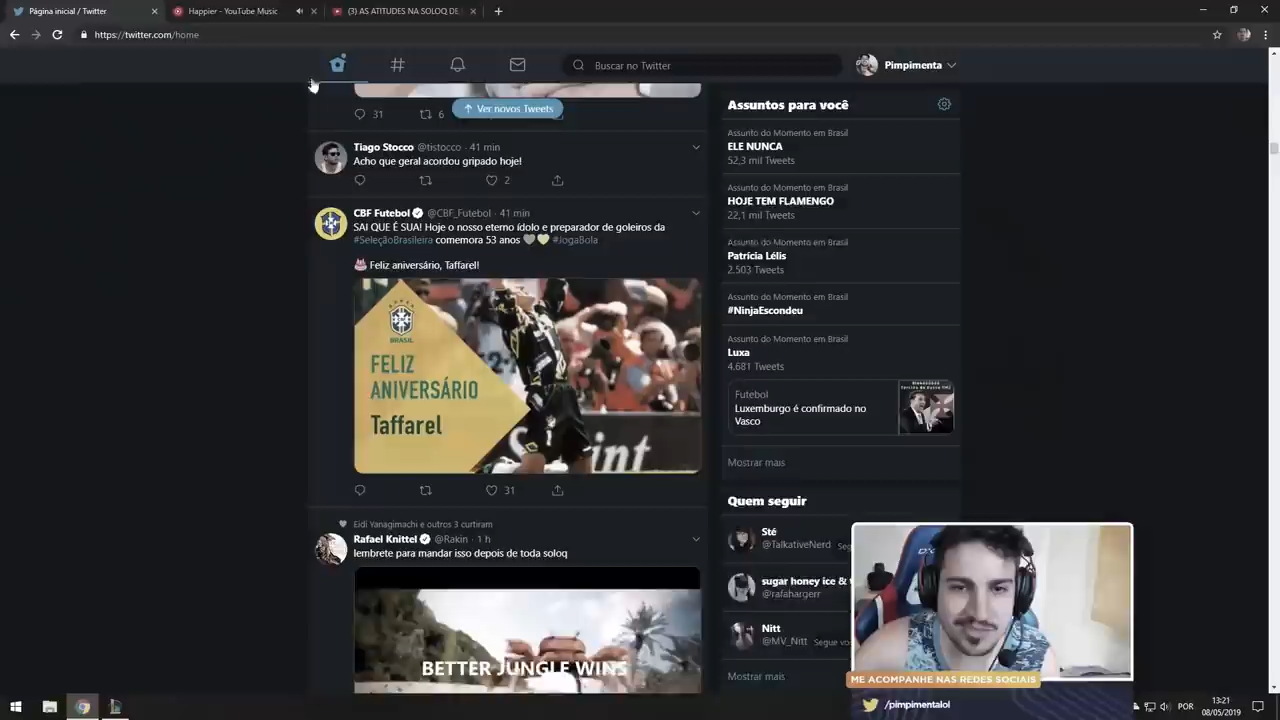 Página inicial / Twitter
Happier - YouTube Music
(3) AS ATITUDES NA SOLOQ DE
https://twitter.com/home
Buscar no Twitter
Pimpimenta
31
6
Ver novos Tweets
Tiago Stocco @tistocco · 41 min
Acho que geral acordou gripado hoje!
2
CBF Futebol @CBF_Futebol · 41 min
SAI QUE É SUA! Hoje o nosso eterno ídolo e preparador de goleiros da
#SeleçãoBrasileira comemora 53 anos #JogaBola
Feliz aniversário, Taffarel!
BRASIL
FELIZ
ANIVERSÁRIO
Taffarel
31
Eidi Yanagimachi e outros 3 curtiram
Rafael Knittel @Rakin · 1 h
lembrete para mandar isso depois de toda soloq
BETTER JUNGLE WINS
Assuntos para você
Assunto do Momento em Brasil
ELE NUNCA
52,3 mil Tweets
Assunto do Momento em Brasil
HOJE TEM FLAMENGO
22,1 mil Tweets
Assunto do Momento em Brasil
Patrícia Lélis
2.503 Tweets
Assunto do Momento em Brasil
#NinjaEscondeu
Assunto do Momento em Brasil
Luxa
4.681 Tweets
Futebol
Luxemburgo é confirmado no
Vasco
Mostrar mais
Quem seguir
Sté
@TalkativeNerd Seg
sugar honey ice &
@rafahargerr
Nitt
@MV_Nitt Segue vo
Mostrar mais
ME ACOMPANHE NAS REDES SOCIAIS
/pimpimentalol
POR
13:21
08/05/2019